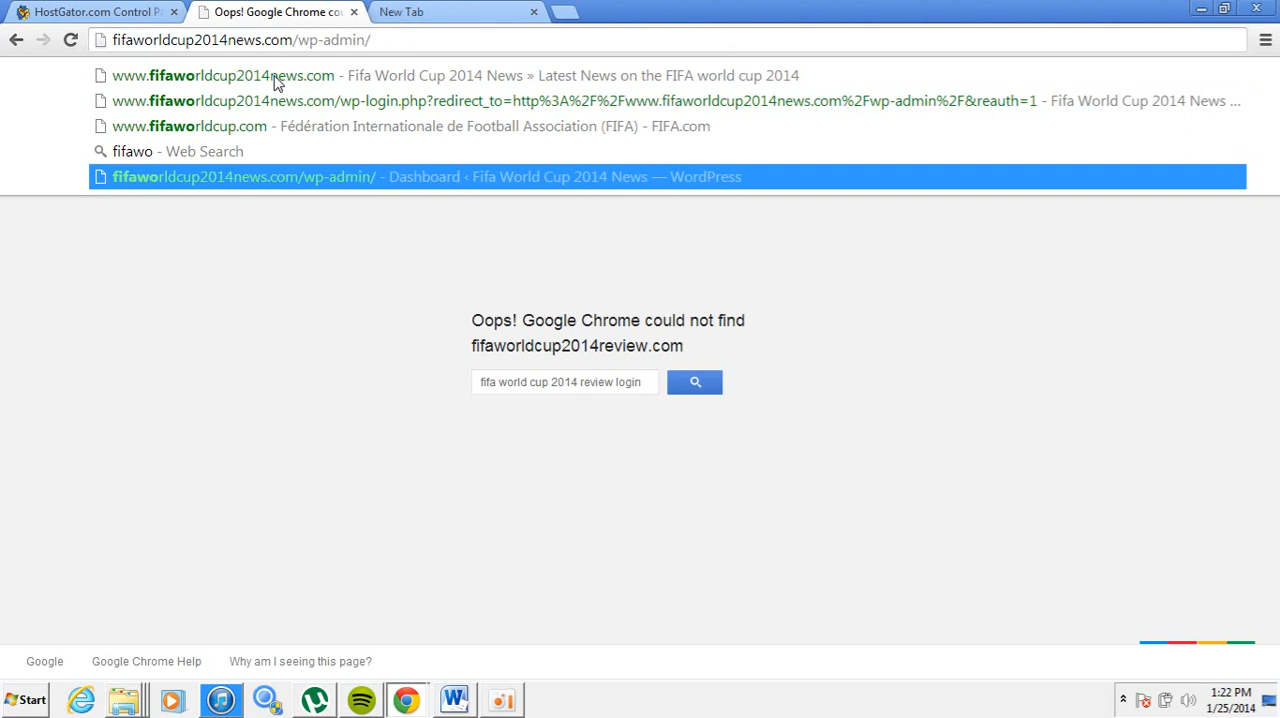 HostGator.com Control Pa
Oops! Google Chrome cou
New Tab
fifaworldcup2014news.com/wp-admin/
www.fifaworldcup2014news.com - Fifa World Cup 2014 News » Latest News on the FIFA world cup 2014
www.fifaworldcup2014news.com/wp-login.php?redirect_to=http%3A%2F%2Fwww.fifaworldcup2014news.com%2Fwp-admin%2F&reauth=1 - Fifa World Cup 2014 News ...
www.fifaworldcup.com - Fédération Internationale de Football Association (FIFA) - FIFA.com
fifawo - Web Search
fifaworldcup2014news.com/wp-admin/ - Dashboard ‹ Fifa World Cup 2014 News — WordPress
Oops! Google Chrome could not find
fifaworldcup2014review.com
fifa world cup 2014 review login
Google
Google Chrome Help
Why am I seeing this page?
Start
1:22 PM
1/25/2014